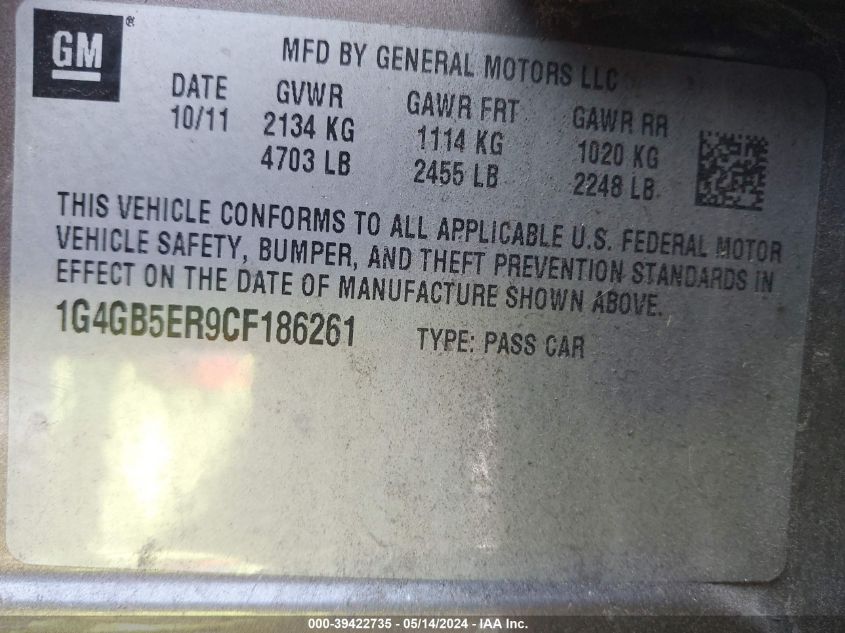 GM®
MFD BY GENERAL MOTORS LLC
DATE GVWR GAWR FRT GAWR RR
10/11 2134 KG 1114 KG 1020 KG
4703 LB 2455 LB 2248 LB
THIS VEHICLE CONFORMS TO ALL APPLICABLE U.S. FEDERAL MOTOR
VEHICLE SAFETY, BUMPER, AND THEFT PREVENTION STANDARDS IN
EFFECT ON THE DATE OF MANUFACTURE SHOWN ABOVE.
1G4GB5ER9CF186261 TYPE: PASS CAR
000-39422735 - 05/14/2024 - IAA Inc.